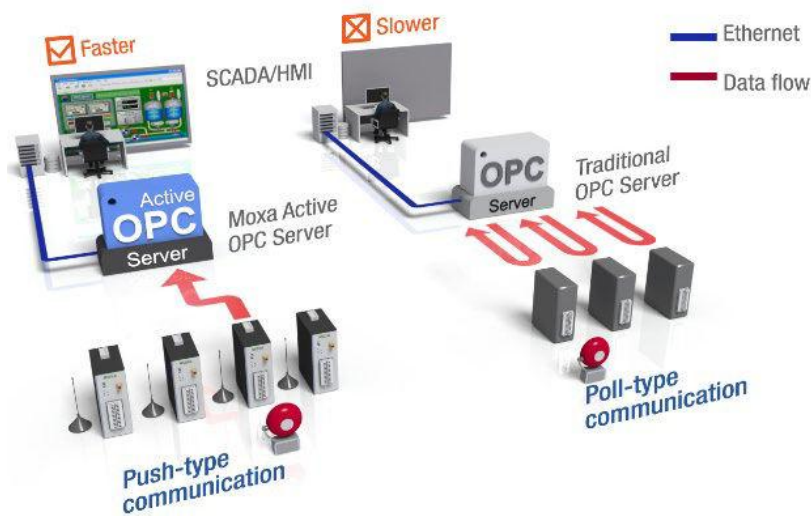 Faster
SCADA/HMI
Active
OPC
Server
Moxa Active
OPC Server
Push-type
communication
Slower
OPC
Server
Traditional
OPC Server
Poll-type
communication
Ethernet
Data flow